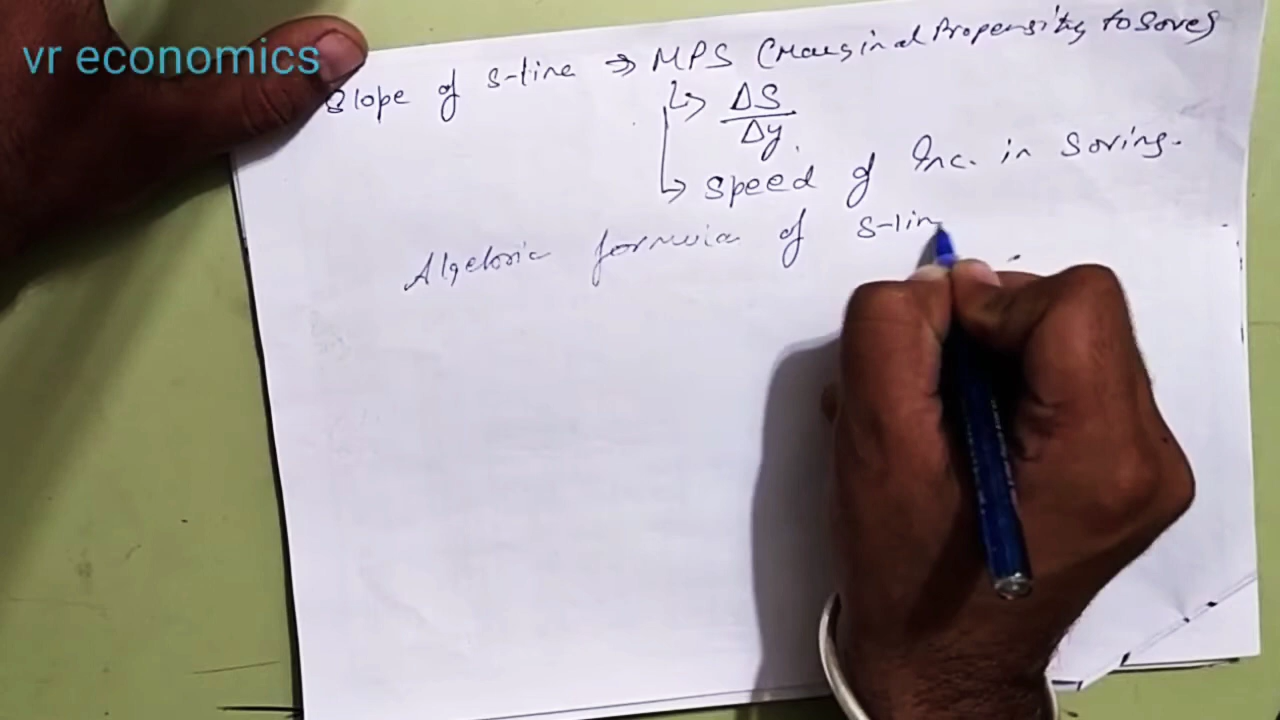 vr economics
Slope of s-line ⇒ MPS (Marginal Propensity to Save)
↳ ΔS
Δy.
↳ Speed of Inc. in Saving.
Algebric formula of S-lin